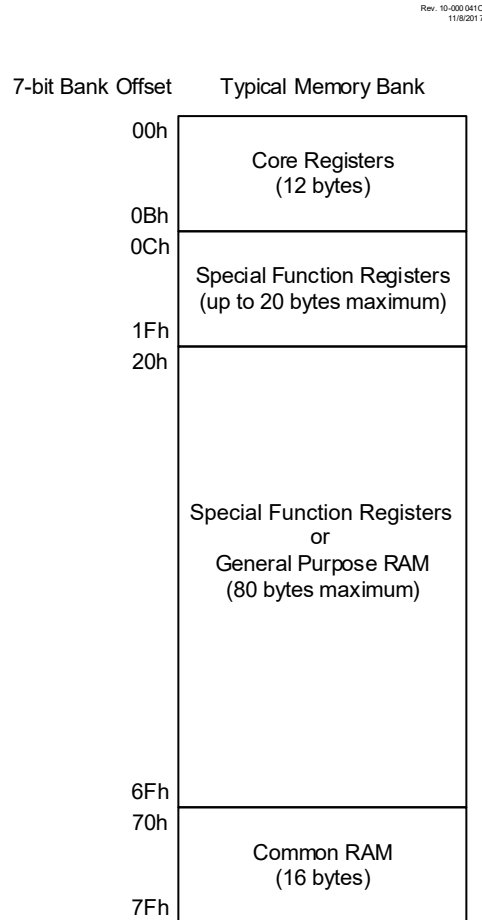 Rev. 10-000 041C
11/8/2017
7-bit Bank Offset Typical Memory Bank
00h
Core Registers
(12 bytes)
0Bh
0Ch
Special Function Registers
(up to 20 bytes maximum)
1Fh
20h
Special Function Registers
or
General Purpose RAM
(80 bytes maximum)
6Fh
70h
Common RAM
(16 bytes)
7Fh